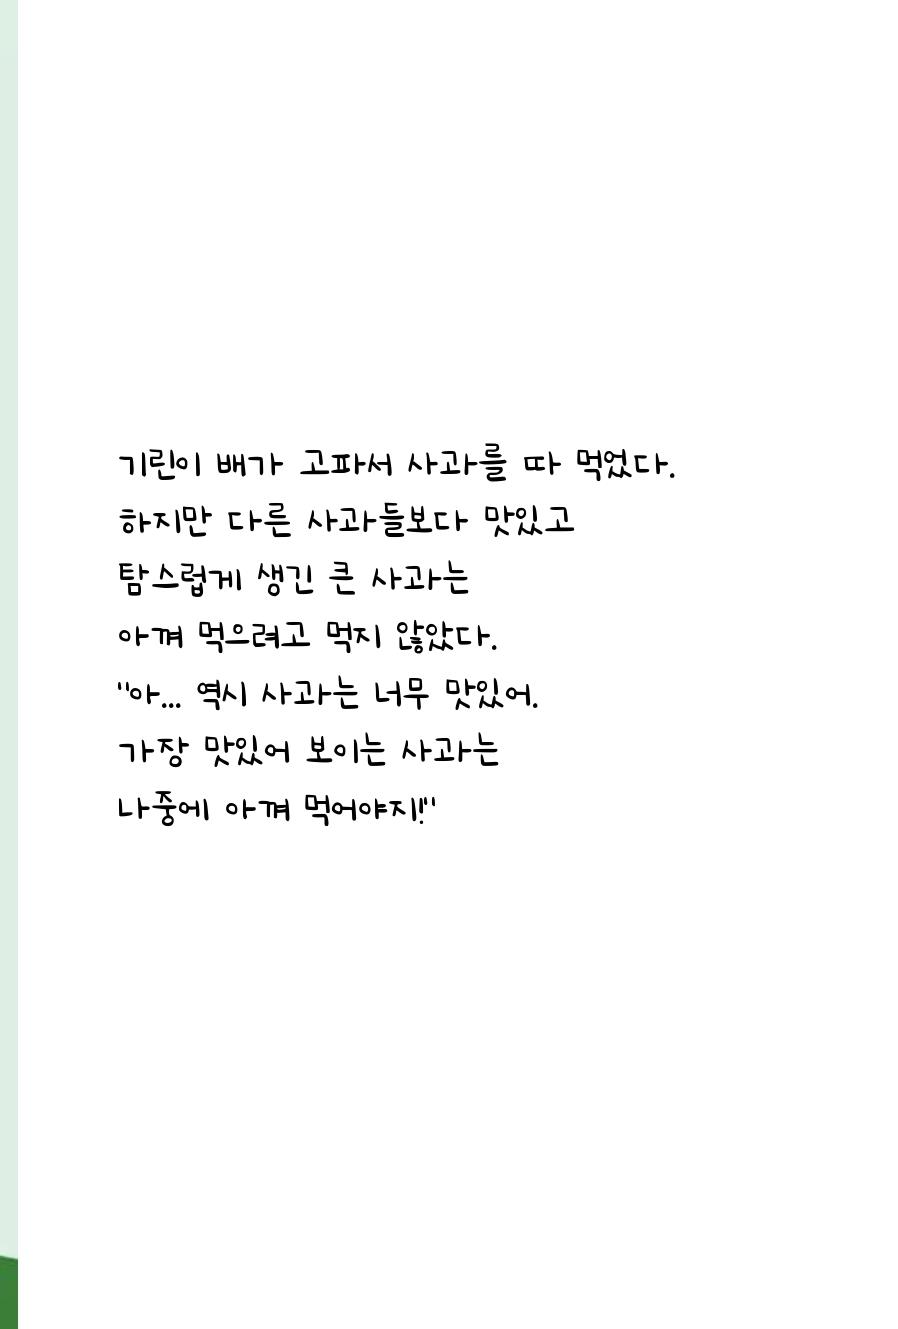 기린이 배가 고파서 사과를 따 먹었다.
하지만 다른 사과들보다 맛있고
탐스럽게 생긴 큰 사과는
아껴 먹으려고 먹지 않았다.
"아... 역시 사과는 너무 맛있어.
가장 맛있어 보이는 사과는
나중에 아껴 먹어야지!"